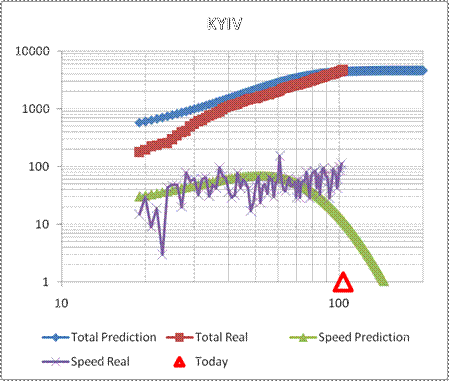 KYIV
10000
1000
100
10
1
10
100
Total Prediction
Total Real
Speed Prediction
Speed Real
Today